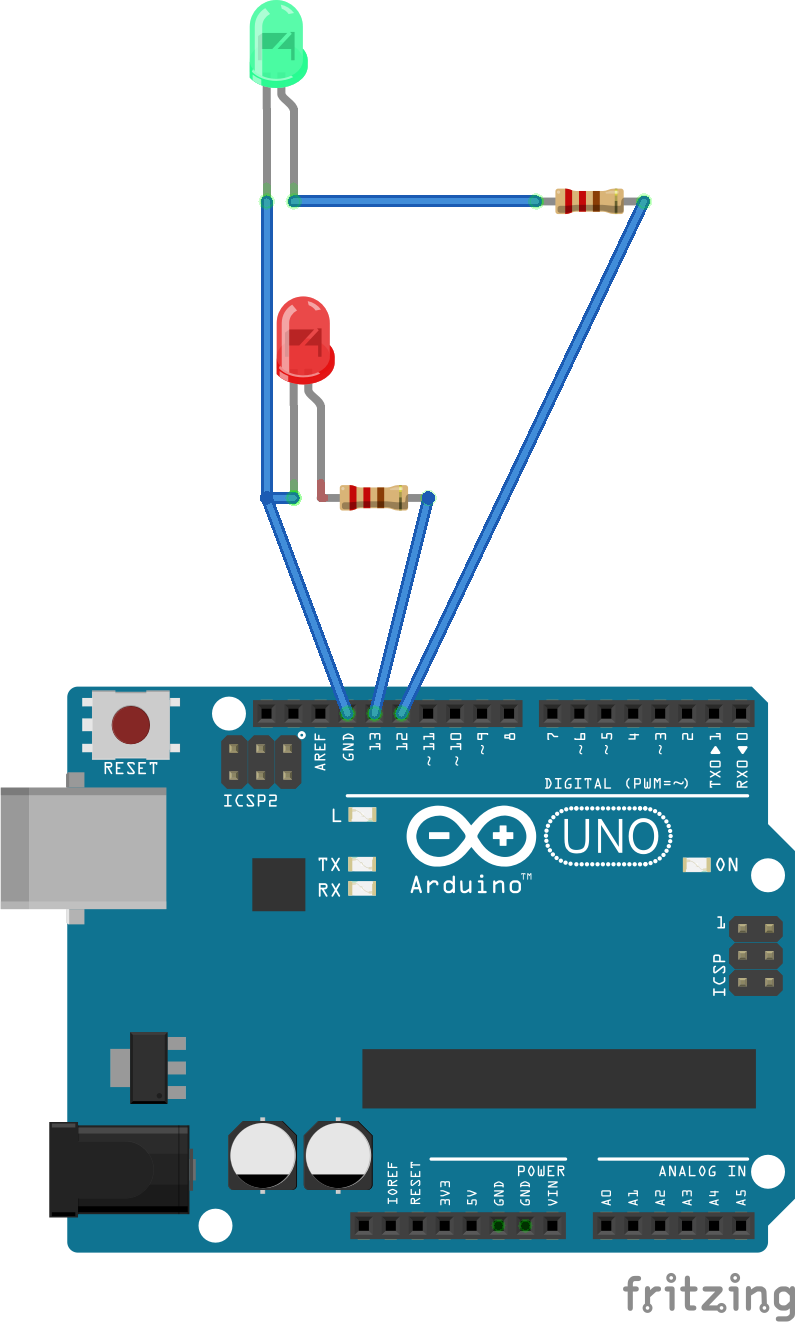 RESET
ICSP2
AREF
GND
13
12
~11
~10
~9
8
7
~6
~5
4
~3
2
TX0▶1
RX0◀0
DIGITAL (PWM=~)
L
TX
RX
UNO
Arduino™
ON
1
ICSP
IOREF
RESET
3V3
5V
GND
GND
VIN
POWER
ANALOG IN
A0
A1
A2
A3
A4
A5
fritzing